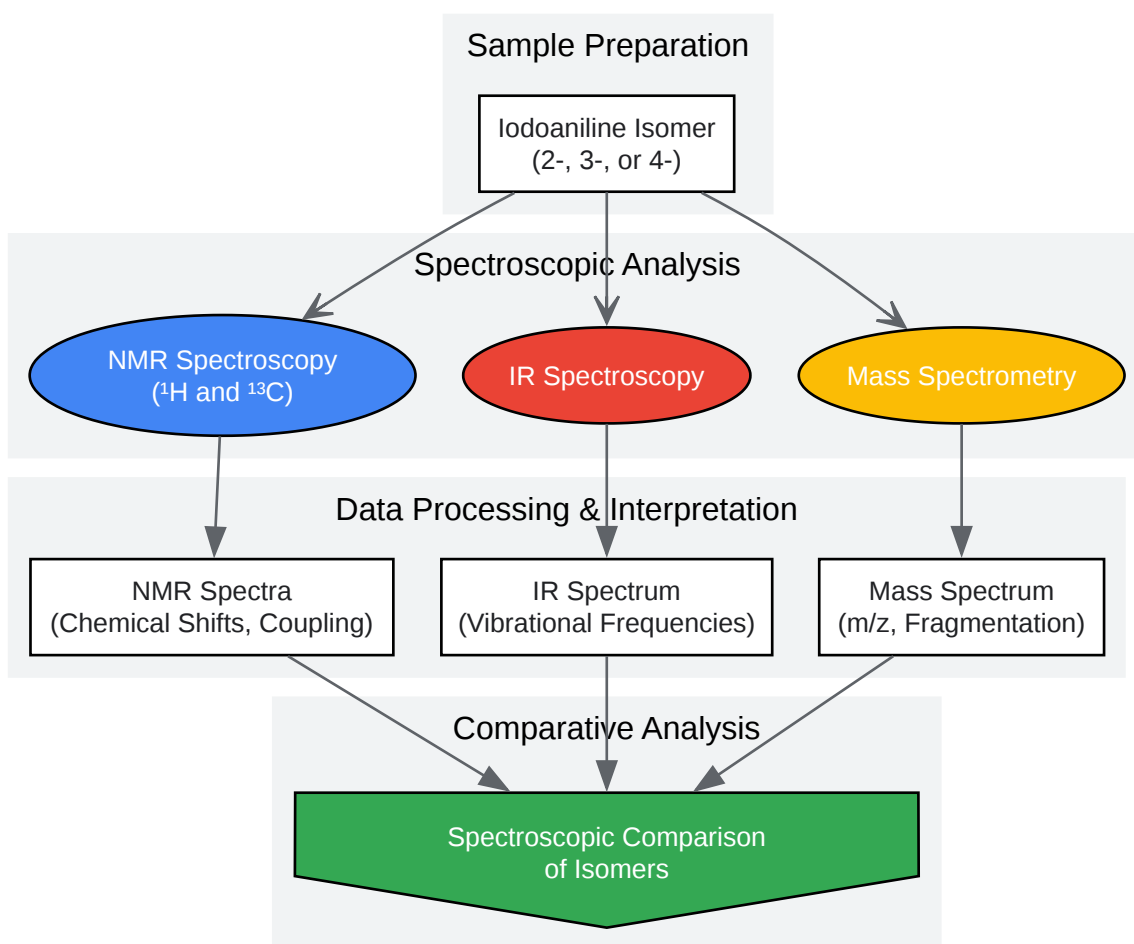 Sample Preparation
Iodoaniline Isomer
(2-, 3-, or 4-)
Spectroscopic Analysis
NMR Spectroscopy
(¹H and ¹³C)
IR Spectroscopy
Mass Spectrometry
Data Processing & Interpretation
NMR Spectra
(Chemical Shifts, Coupling)
IR Spectrum
(Vibrational Frequencies)
Mass Spectrum
(m/z, Fragmentation)
Comparative Analysis
Spectroscopic Comparison
of Isomers